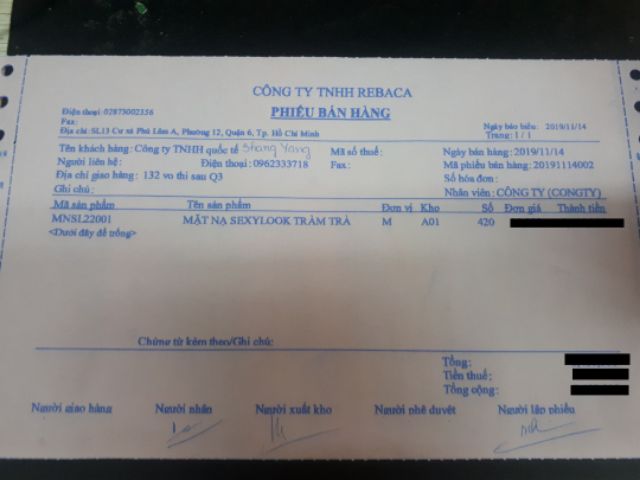 CÔNG TY TNHH REBACA
Điện thoại: 02873002356 PHIẾU BÁN HÀNG
Fax: Ngày báo biểu: 2019/11/14
Địa chỉ: SL13 Cư xá Phú Lâm A, Phường 12, Quận 6, Tp. Hồ Chí Minh Trang: 1 / 1
Tên khách hàng: Công ty TNHH quốc tế Shang Yang Mã số thuế: Ngày bán hàng: 2019/11/14
Người liên hệ: Điện thoại: 0962333718 Fax: Mã phiếu bán hàng: 20191114002
Địa chỉ giao hàng: 132 vo thi sau Q3 Số hóa đơn:
Ghi chú: Nhân viên: CÔNG TY (CONGTY)
Mã sản phẩm Tên sản phẩm Đơn vị Kho Số Đơn giá Thành tiền
MNSL22001 MẶT NẠ SEXYLOOK TRÀM TRÀ M A01 420
<Dưới đây để trống>
Chứng từ kèm theo/Ghi chú:
Tổng:
Tiền thuế:
Tổng cộng:
Người giao hàng Người nhận Người xuất kho Người phê duyệt Người lập phiếu